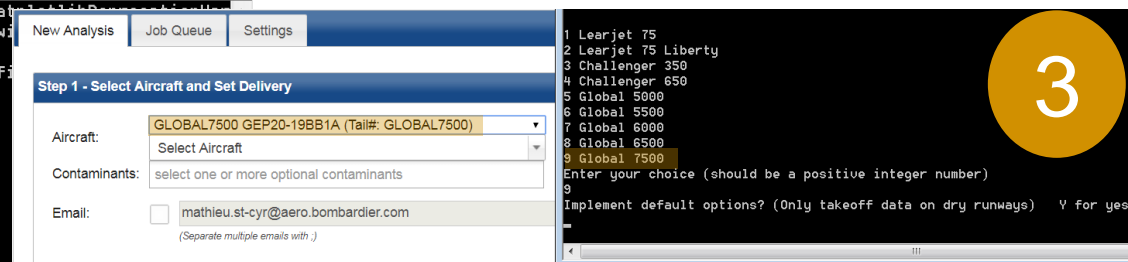 New Analysis
Job Queue
Settings
Step 1 - Select Aircraft and Set Delivery
Aircraft:
GLOBAL7500 GEP20-19BB1A (Tail#: GLOBAL7500)
Select Aircraft
Contaminants:
select one or more optional contaminants
Email:
mathieu.st-cyr@aero.bombardier.com
(Separate multiple emails with ;)
1 Learjet 75
2 Learjet 75 Liberty
3 Challenger 350
4 Challenger 650
5 Global 5000
6 Global 5500
7 Global 6000
8 Global 6500
9 Global 7500
Enter your choice (should be a positive integer number)
9
Implement default options? (Only takeoff data on dry runways) Y for yes
3